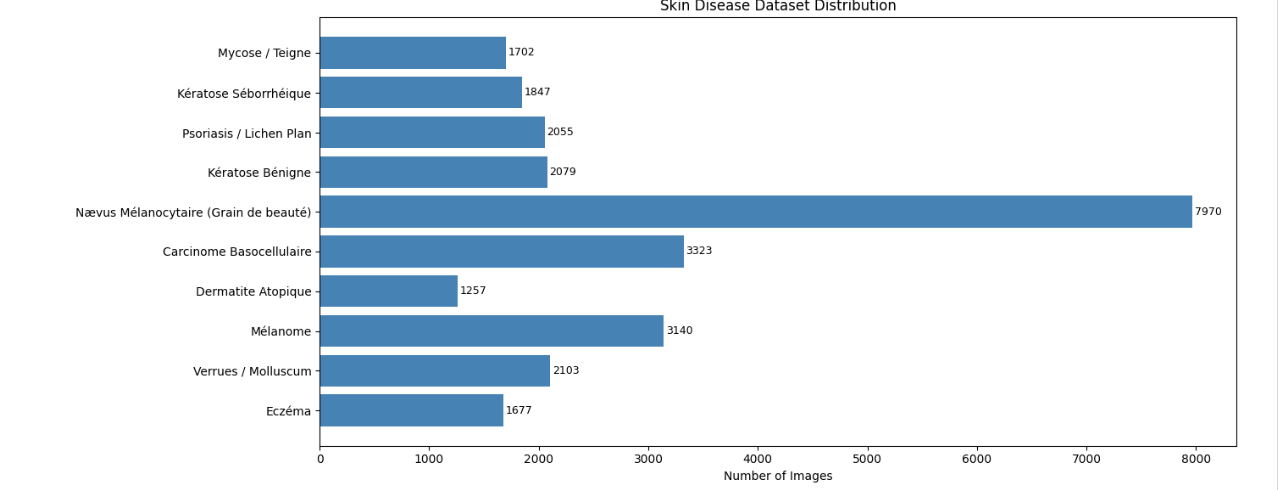 Skin Disease Dataset Distribution
Mycose / Teigne 1702
Kératose Séborrhéique 1847
Psoriasis / Lichen Plan 2055
Kératose Bénigne 2079
Nævus Mélanocytaire (Grain de beauté) 7970
Carcinome Basocellulaire 3323
Dermatite Atopique 1257
Mélanome 3140
Verrues / Molluscum 2103
Eczéma 1677
0 1000 2000 3000 4000 5000 6000 7000 8000
Number of Images